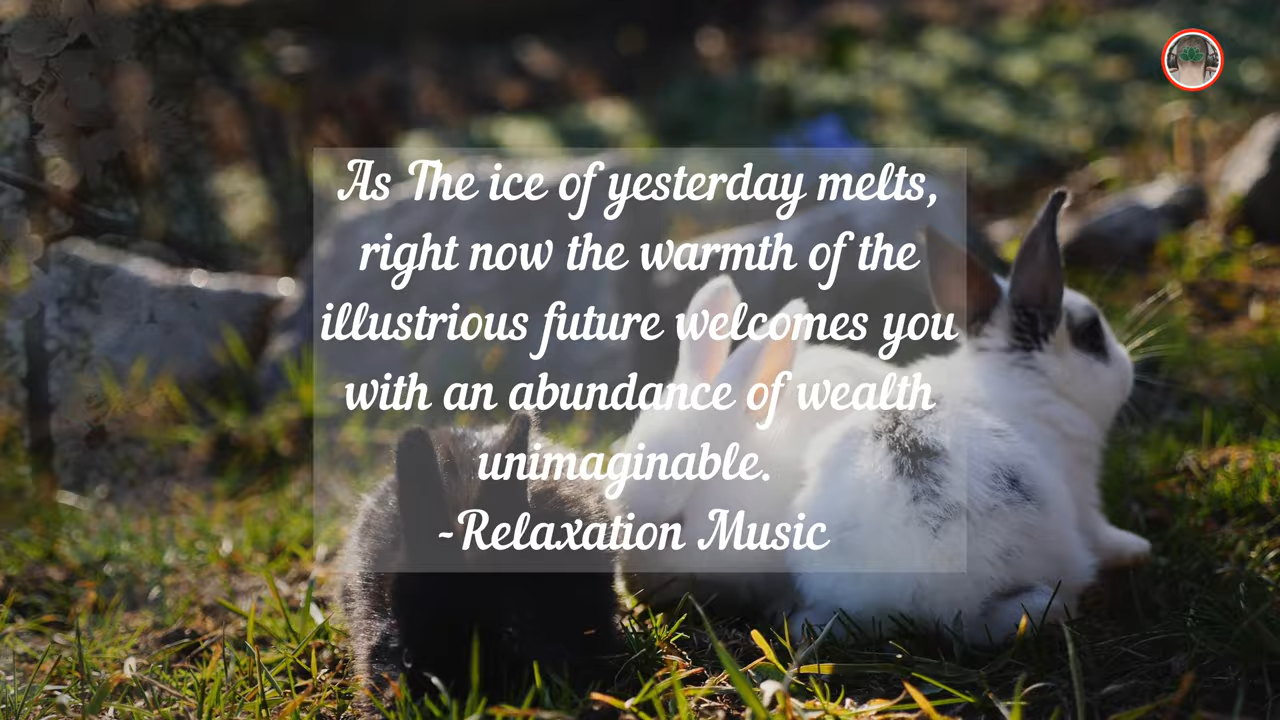 As The ice of yesterday melts,
right now the warmth of the
illustrious future welcomes you
with an abundance of wealth
unimaginable.
~Relaxation Music